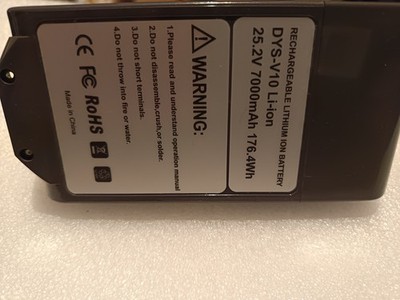 RECHARGEABLE LITHIUM ION BATTERY
DYS-V10 Li-ion
25.2V 7000mAh 176.4Wh
WARNING:
1.Please read and understand operation manual
2.Do not disassemble,crush,or solder.
3.Do not short terminals.
4.Do not throw into fire or water.
CE FC RoHS
Made in China